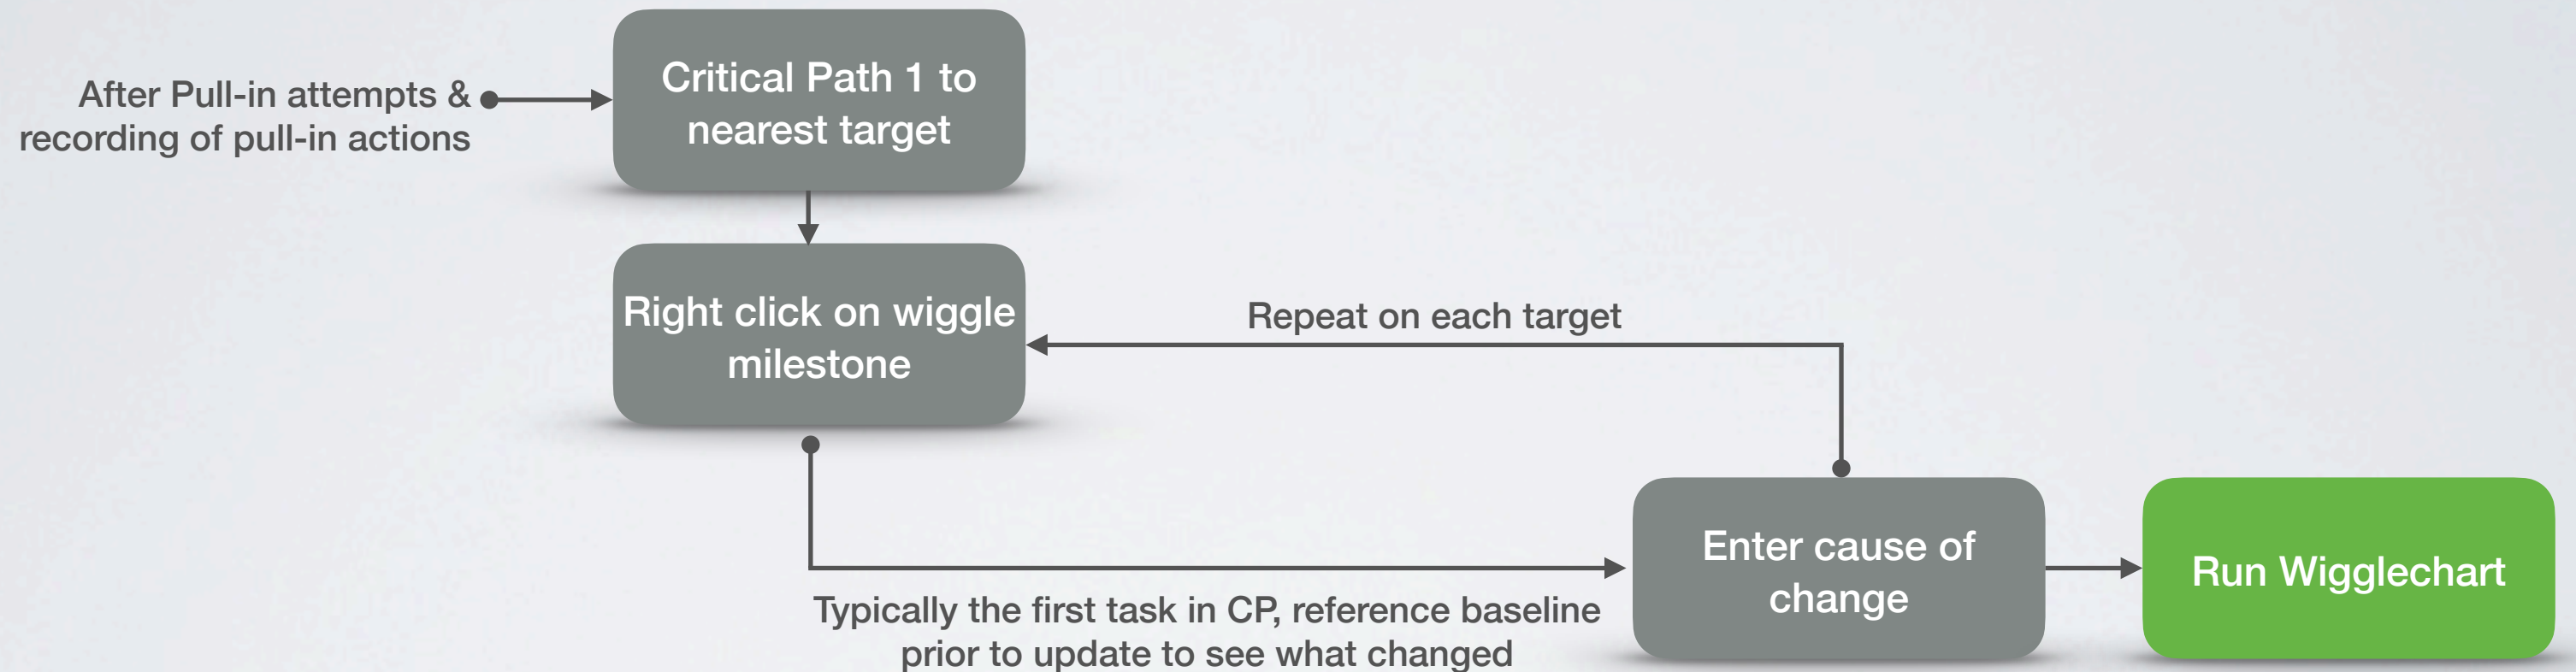 After Pull-in attempts &
recording of pull-in actions
Critical Path 1 to
nearest target
Right click on wiggle
milestone
Repeat on each target
Typically the first task in CP, reference baseline
prior to update to see what changed
Enter cause of
change
Run Wigglechart